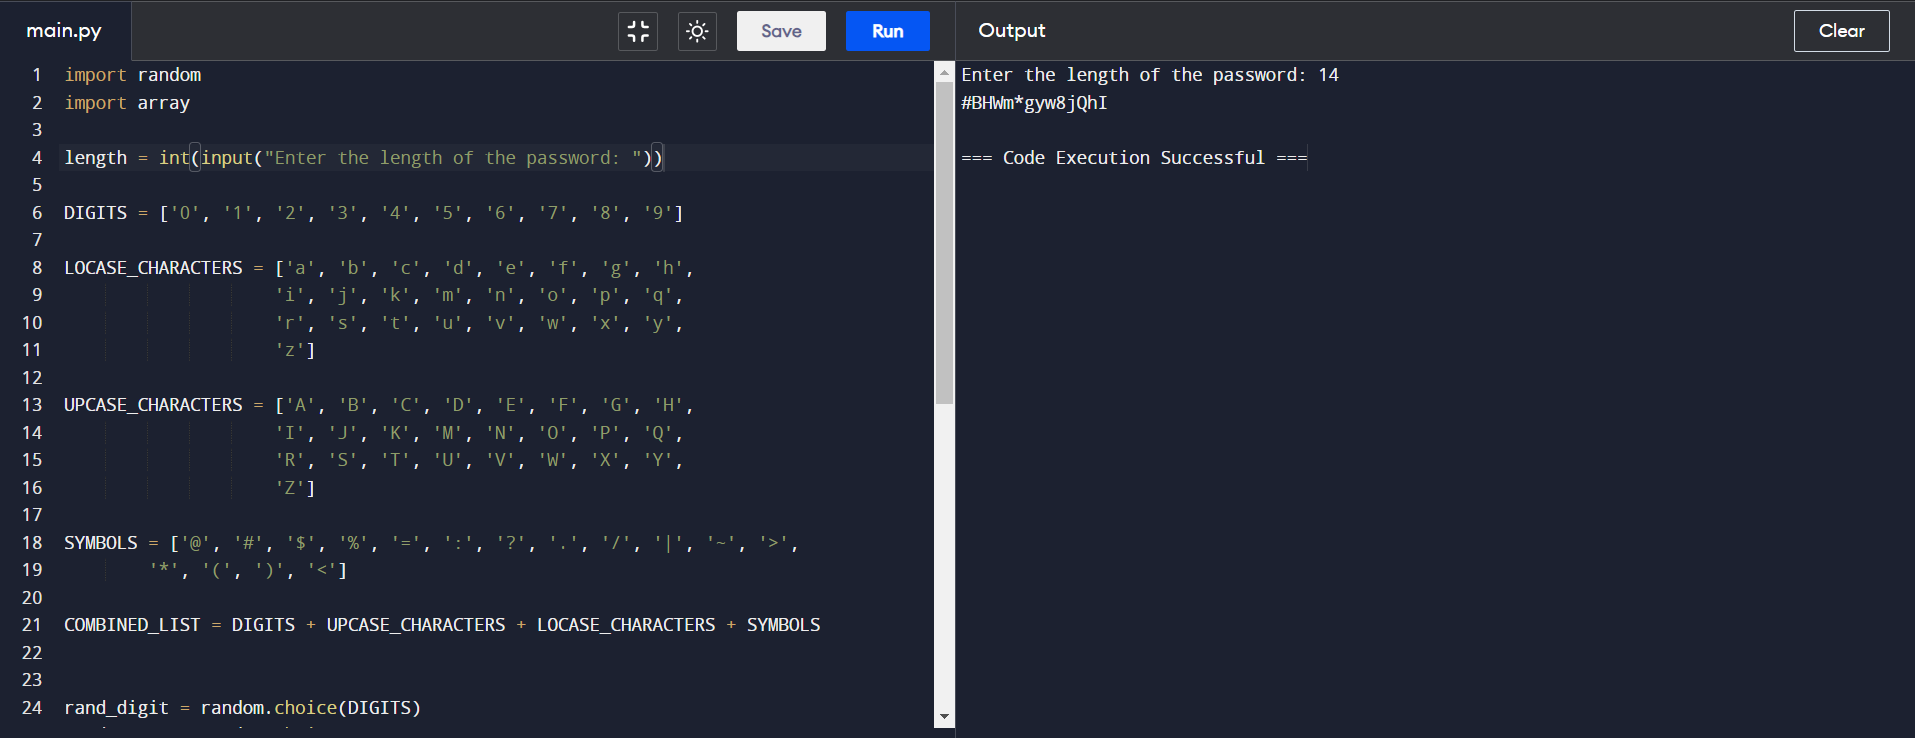 main.py
Save
Run
Output
Clear
1 import random
2 import array
3
4 length = int(input("Enter the length of the password: "))
5
6 DIGITS = ['0', '1', '2', '3', '4', '5', '6', '7', '8', '9']
7
8 LOCASE_CHARACTERS = ['a', 'b', 'c', 'd', 'e', 'f', 'g', 'h',
9 'i', 'j', 'k', 'm', 'n', 'o', 'p', 'q',
10 'r', 's', 't', 'u', 'v', 'w', 'x', 'y',
11 'z']
12
13 UPCASE_CHARACTERS = ['A', 'B', 'C', 'D', 'E', 'F', 'G', 'H',
14 'I', 'J', 'K', 'M', 'N', 'O', 'P', 'Q',
15 'R', 'S', 'T', 'U', 'V', 'W', 'X', 'Y',
16 'Z']
17
18 SYMBOLS = ['@', '#', '$', '%', '=', ':', '?', '.', '/', '|', '~', '>',
19 '*', '(', ')', '<']
20
21 COMBINED_LIST = DIGITS + UPCASE_CHARACTERS + LOCASE_CHARACTERS + SYMBOLS
22
23
24 rand_digit = random.choice(DIGITS)
Enter the length of the password: 14
#BHWm*gyw8jQhI
=== Code Execution Successful ===